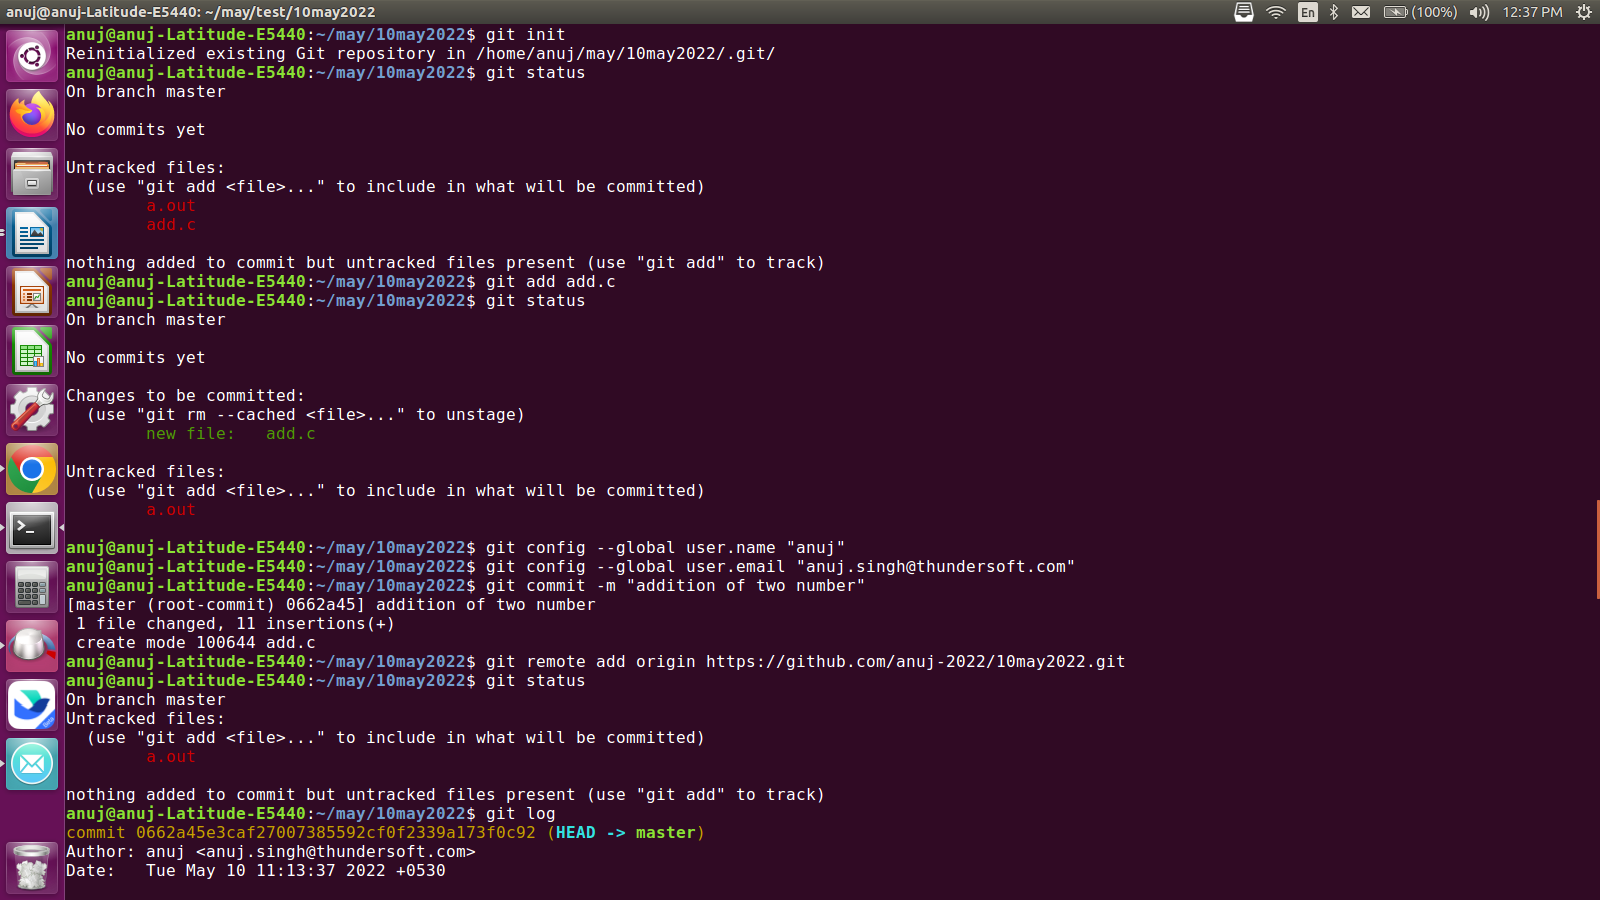 anuj@anuj-Latitude-E5440: ~/may/test/10may2022
En
(100%)
12:37 PM
anuj@anuj-Latitude-E5440:~/may/10may2022$ git init
Reinitialized existing Git repository in /home/anuj/may/10may2022/.git/
anuj@anuj-Latitude-E5440:~/may/10may2022$ git status
On branch master
No commits yet
Untracked files:
  (use "git add <file>..." to include in what will be committed)
        a.out
        add.c
nothing added to commit but untracked files present (use "git add" to track)
anuj@anuj-Latitude-E5440:~/may/10may2022$ git add add.c
anuj@anuj-Latitude-E5440:~/may/10may2022$ git status
On branch master
No commits yet
Changes to be committed:
  (use "git rm --cached <file>..." to unstage)
        new file:   add.c
Untracked files:
  (use "git add <file>..." to include in what will be committed)
        a.out
anuj@anuj-Latitude-E5440:~/may/10may2022$ git config --global user.name "anuj"
anuj@anuj-Latitude-E5440:~/may/10may2022$ git config --global user.email "anuj.singh@thundersoft.com"
anuj@anuj-Latitude-E5440:~/may/10may2022$ git commit -m "addition of two number"
[master (root-commit) 0662a45] addition of two number
 1 file changed, 11 insertions(+)
 create mode 100644 add.c
anuj@anuj-Latitude-E5440:~/may/10may2022$ git remote add origin https://github.com/anuj-2022/10may2022.git
anuj@anuj-Latitude-E5440:~/may/10may2022$ git status
On branch master
Untracked files:
  (use "git add <file>..." to include in what will be committed)
        a.out
nothing added to commit but untracked files present (use "git add" to track)
anuj@anuj-Latitude-E5440:~/may/10may2022$ git log
commit 0662a45e3caf27007385592cf0f2339a173f0c92 (HEAD -> master)
Author: anuj <anuj.singh@thundersoft.com>
Date:   Tue May 10 11:13:37 2022 +0530